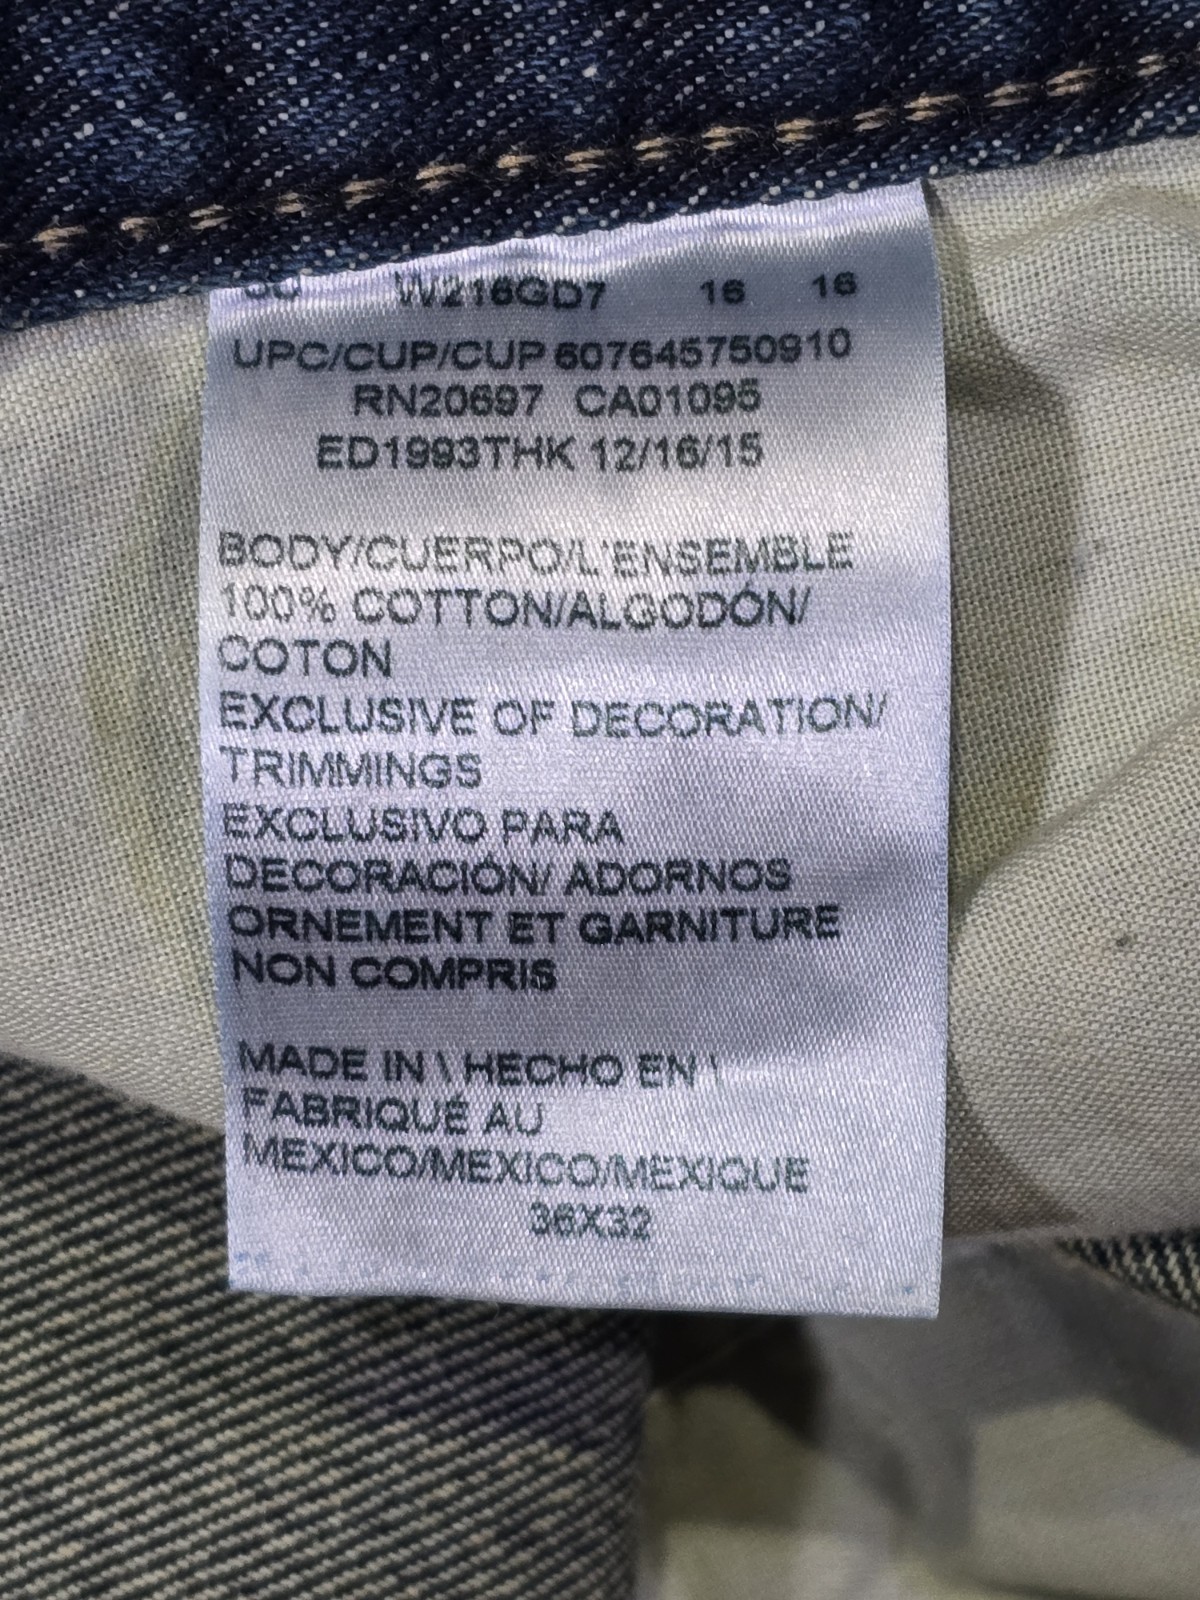 W216GD7 16 16
UPC/CUP/CUP 607645750910
RN20697 CA01095
ED1993THK 12/16/15
BODY/CUERPO/L'ENSEMBLE
100% COTTON/ALGODÓN/
COTON
EXCLUSIVE OF DECORATION/
TRIMMINGS
EXCLUSIVO PARA
DECORACIÓN/ ADORNOS
ORNEMENT ET GARNITURE
NON COMPRIS
MADE IN \ HECHO EN \
FABRIQUÉ AU
MEXICO/MEXICO/MEXIQUE
36X32